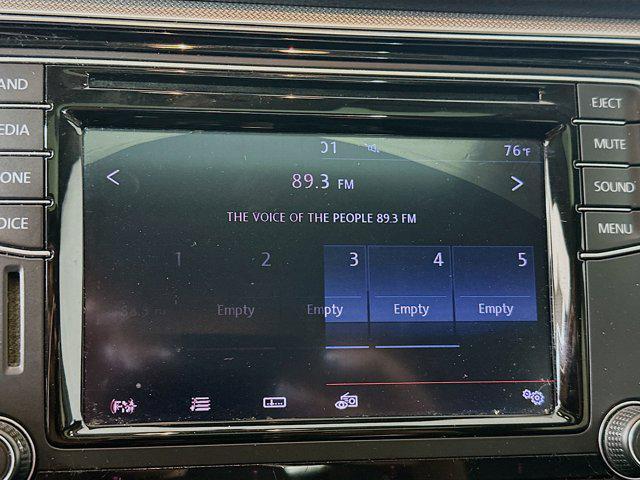 AND
EDIA
ONE
OICE
EJECT
MUTE
SOUND
MENU
01
76°F
89.3 FM
THE VOICE OF THE PEOPLE 89.3 FM
1 2 3 4 5
Empty Empty Empty Empty